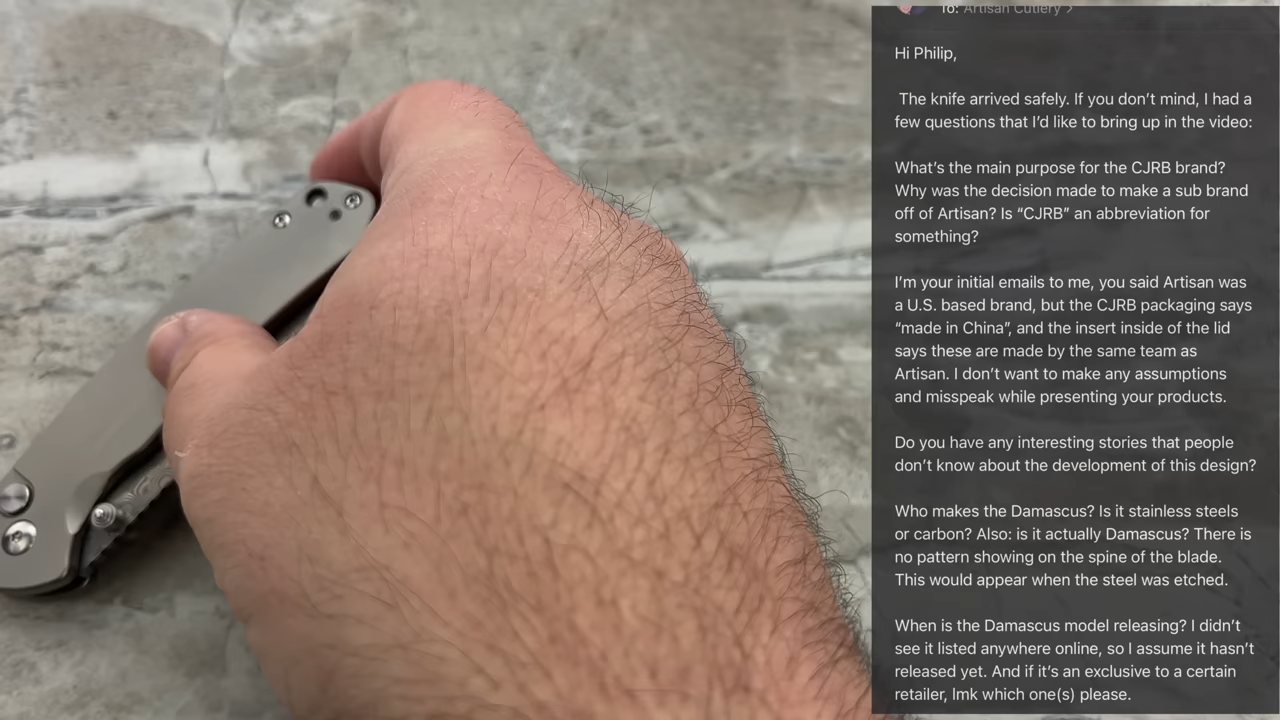 To: Artisan Cutlery >
Hi Philip,
The knife arrived safely. If you don't mind, I had a
few questions that I'd like to bring up in the video:
What's the main purpose for the CJRB brand?
Why was the decision made to make a sub brand
off of Artisan? Is “CJRB” an abbreviation for
something?
I'm your initial emails to me, you said Artisan was
a U.S. based brand, but the CJRB packaging says
“made in China”, and the insert inside of the lid
says these are made by the same team as
Artisan. I don't want to make any assumptions
and misspeak while presenting your products.
Do you have any interesting stories that people
don't know about the development of this design?
Who makes the Damascus? Is it stainless steels
or carbon? Also: is it actually Damascus? There is
no pattern showing on the spine of the blade.
This would appear when the steel was etched.
When is the Damascus model releasing? I didn't
see it listed anywhere online, so I assume it hasn't
released yet. And if it's an exclusive to a certain
retailer, lmk which one(s) please.